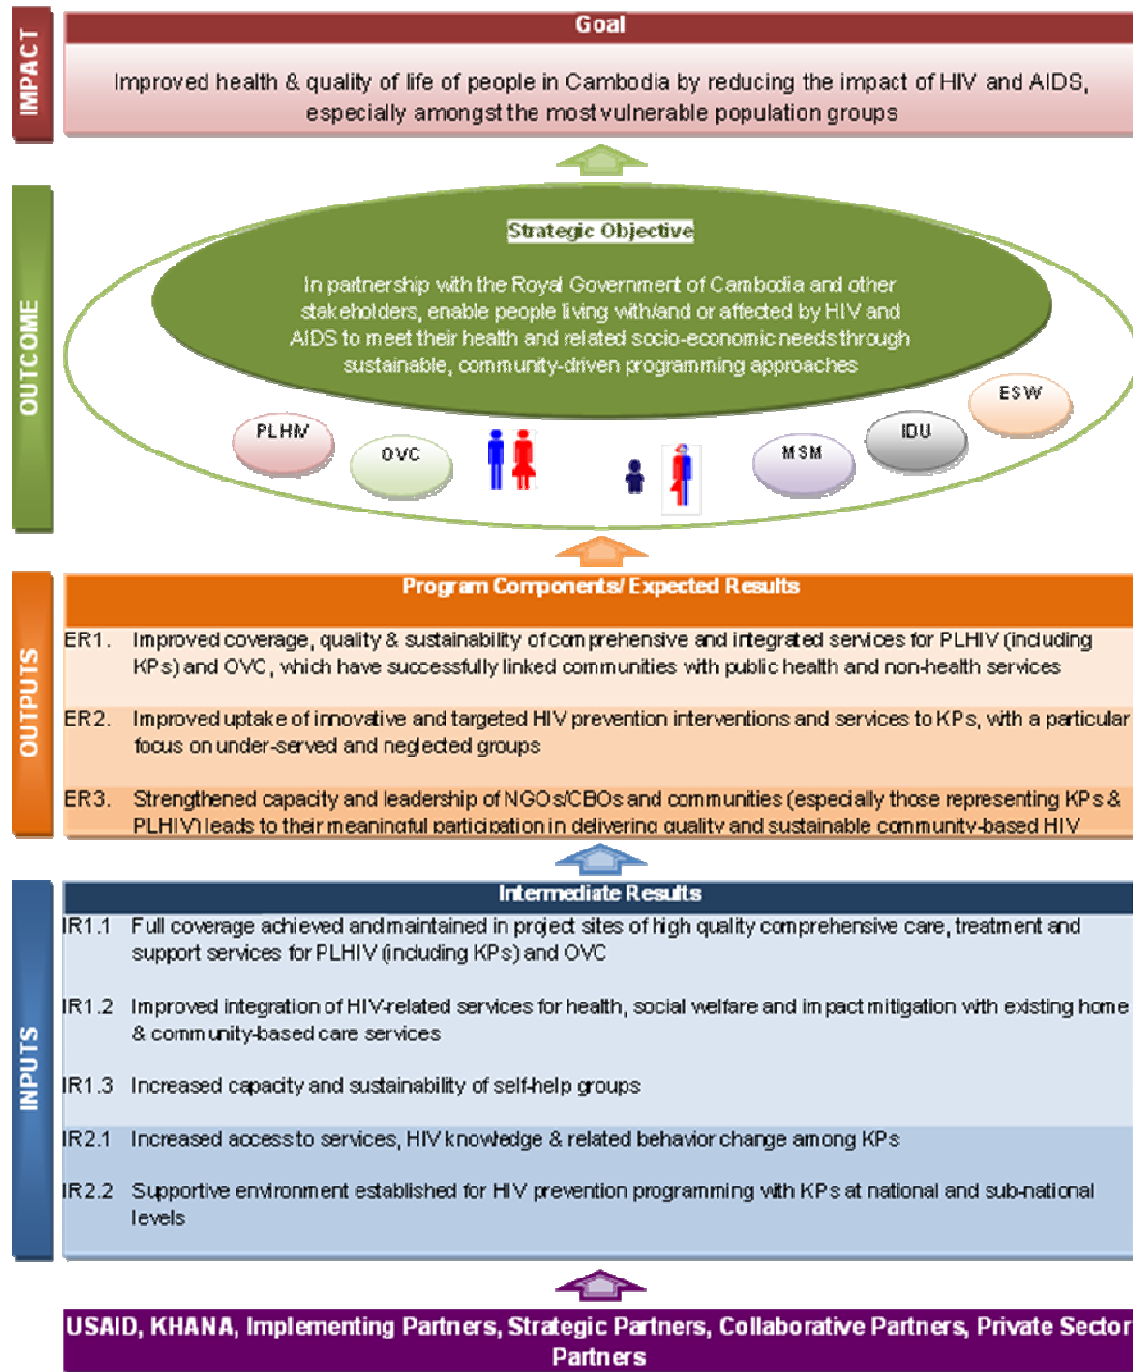 IMPACT
Goal
Improved health & quality of life of people in Cambodia by reducing the impact of HIV and AIDS,
especially amongst the most vulnerable population groups
OUTCOME
Strategic Objective
In partnership with the Royal Government of Cambodia and other
stakeholders, enable people living with/and or affected by HIV and
AIDS to meet their health and related socio-economic needs through
sustainable, community-driven programming approaches
PLHIV
OVC
MSM
IDU
ESW
OUTPUTS
Program Components/ Expected Results
ER1. Improved coverage, quality & sustainability of comprehensive and integrated services for PLHIV (including
KPs) and OVC, which have successfully linked communities with public health and non-health services
ER2. Improved uptake of innovative and targeted HIV prevention interventions and services to KPs, with a particular
focus on under-served and neglected groups
ER3. Strengthened capacity and leadership of NGOs/CBOs and communities (especially those representing KPs &
PLHIV) leads to their meaningful participation in delivering quality and sustainable community-based HIV
INPUTS
Intermediate Results
IR1.1 Full coverage achieved and maintained in project sites of high quality comprehensive care, treatment and
support services for PLHIV (including KPs) and OVC
IR1.2 Improved integration of HIV-related services for health, social welfare and impact mitigation with existing home
& community-based care services
IR1.3 Increased capacity and sustainability of self-help groups
IR2.1 Increased access to services, HIV knowledge & related behavior change among KPs
IR2.2 Supportive environment established for HIV prevention programming with KPs at national and sub-national
levels
USAID, KHANA, Implementing Partners, Strategic Partners, Collaborative Partners, Private Sector
Partners